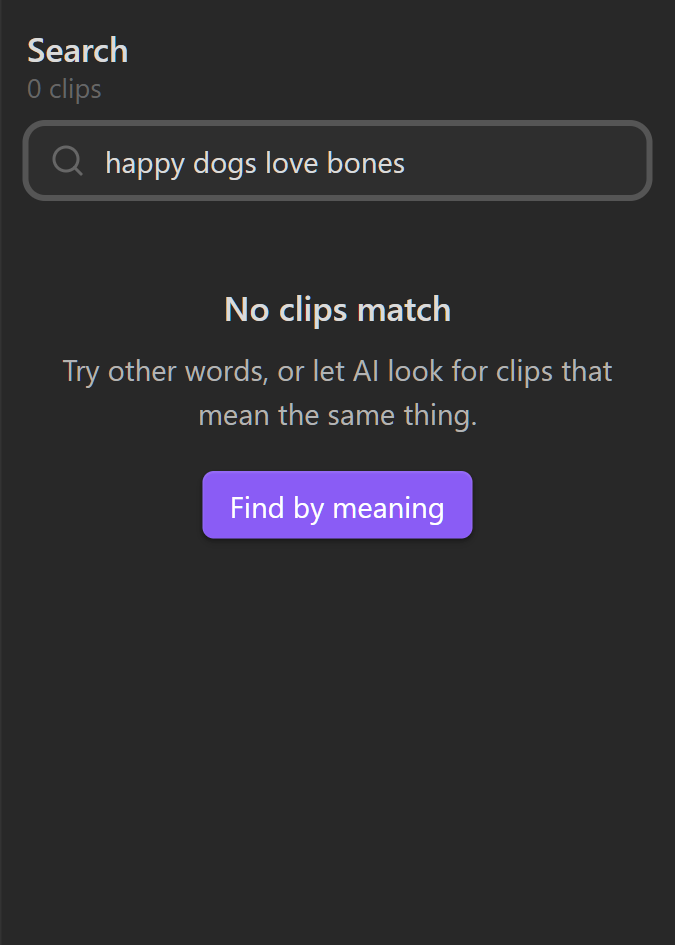 Search
0 clips
happy dogs love bones
No clips match
Try other words, or let AI look for clips that
mean the same thing.
Find by meaning